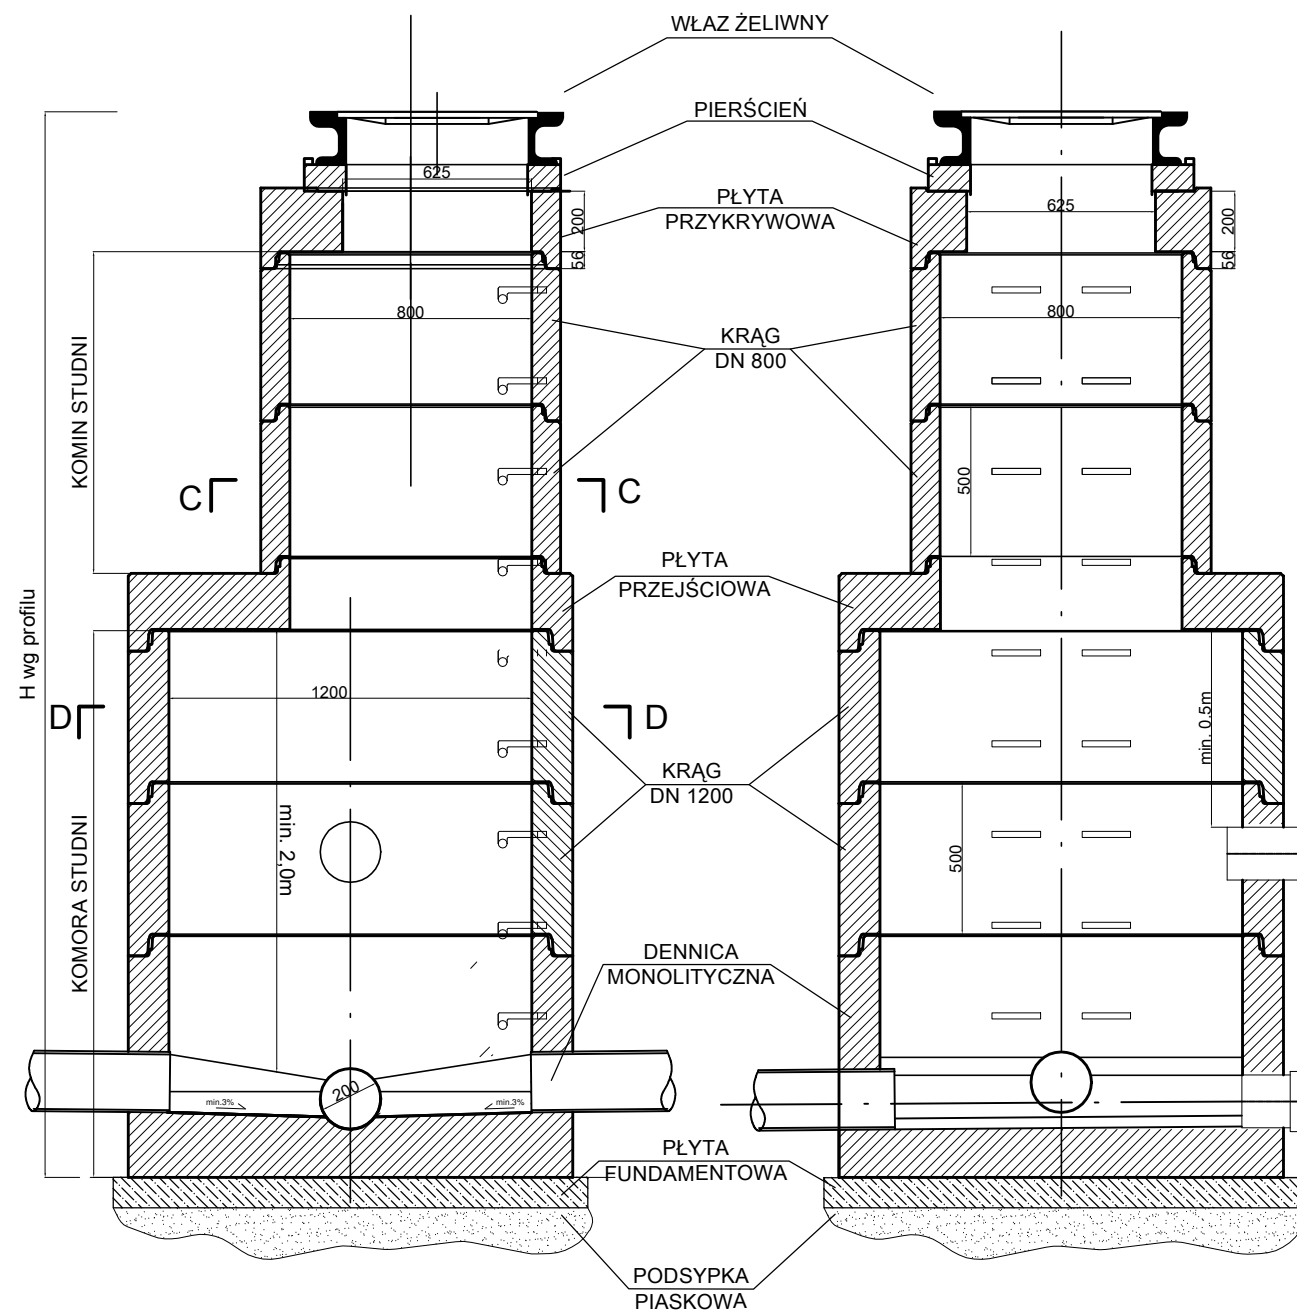 WŁAZ ŻELIWNY
PIERŚCIEŃ
625
PŁYTA
PRZYKRYWOWA
200
56
625
200
56
800
KRĄG
DN 800
800
KOMIN STUDNI
C
C
500
PŁYTA
PRZEJŚCIOWA
H wg profilu
D
D
1200
min. 0.5m
KRĄG
DN 1200
min. 2,0m
500
KOMORA STUDNI
DENNICA
MONOLITYCZNA
200
min.3%
min.3%
PŁYTA
FUNDAMENTOWA
PODSYPKA
PIASKOWA